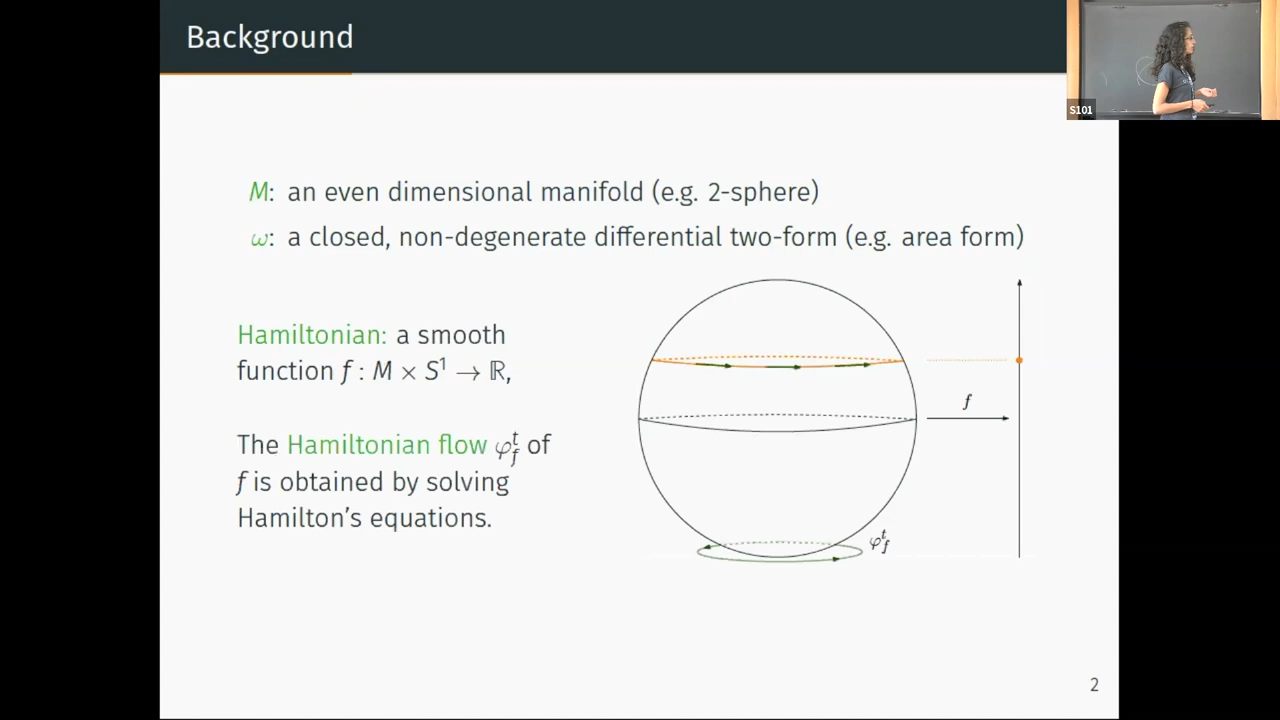 Background
S101
M: an even dimensional manifold (e.g. 2-sphere)
ω: a closed, non-degenerate differential two-form (e.g. area form)
Hamiltonian: a smooth
function f : M × S¹ → ℝ,
f
The Hamiltonian flow φ_f^t of
f is obtained by solving
Hamilton's equations.
φ_f^t
2